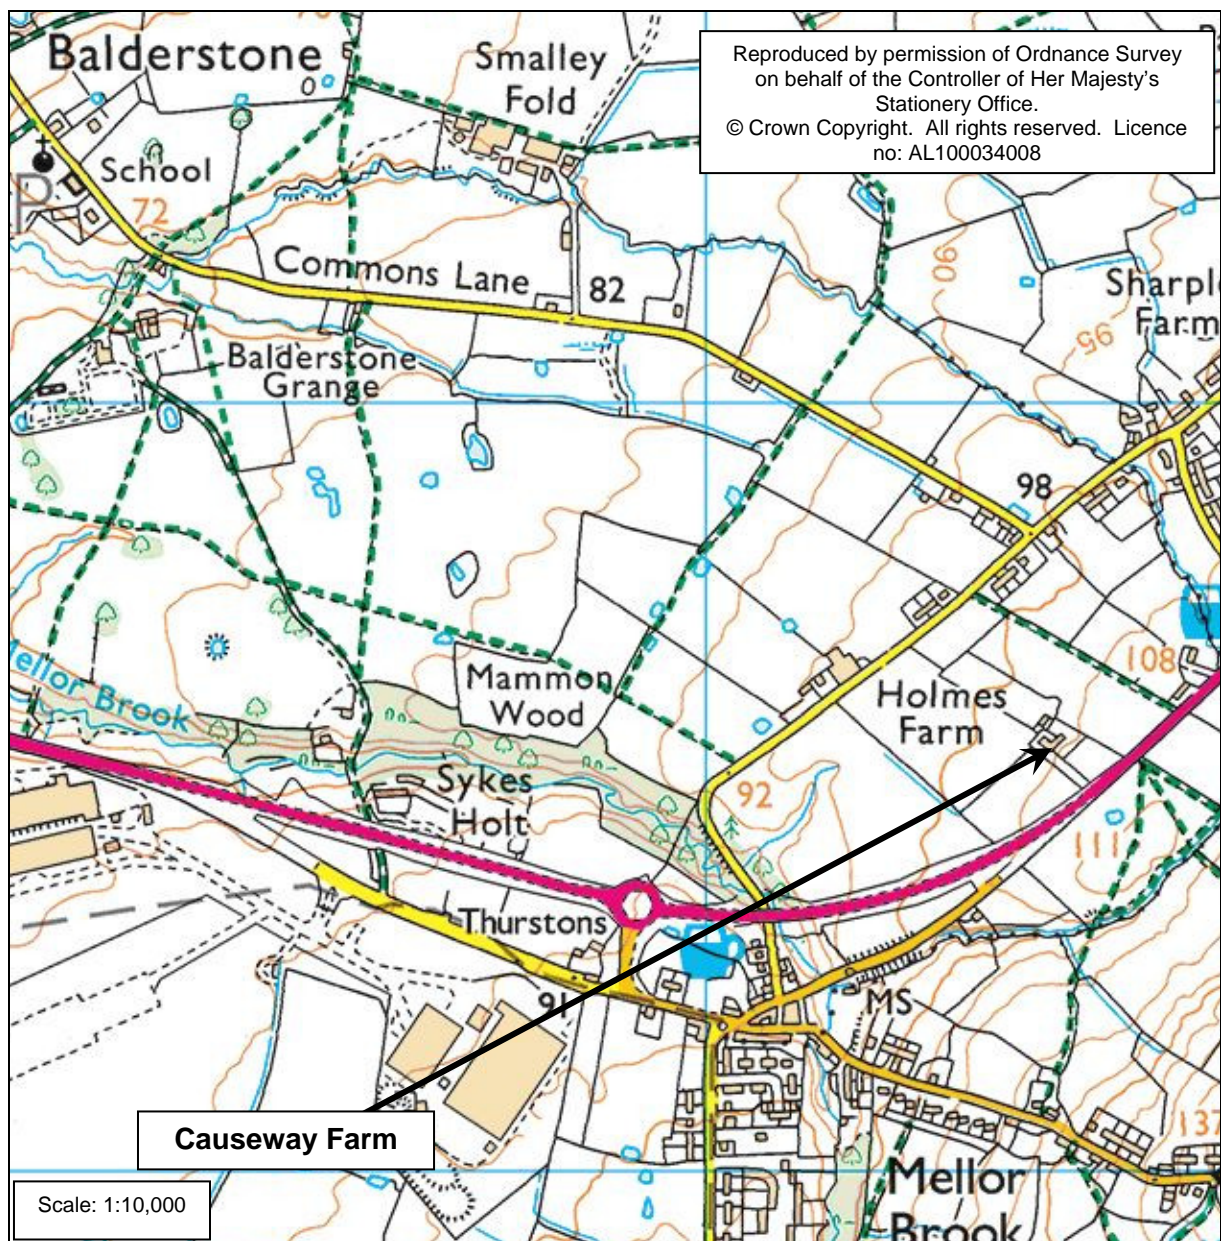 Balderstone
Smalley
Fold
Reproduced by permission of Ordnance Survey
on behalf of the Controller of Her Majesty's
Stationery Office.
© Crown Copyright. All rights reserved. Licence
no: AL100034008
School
P
72
Commons Lane
82
90
Sharple
Farm
95
Balderstone
Grange
98
Mellor Brook
Mammon
Wood
108
Holmes
Farm
Sykes
Holt
92
111
Thurstons
91
MS
Causeway Farm
137
Mellor
Brook
Scale: 1:10,000